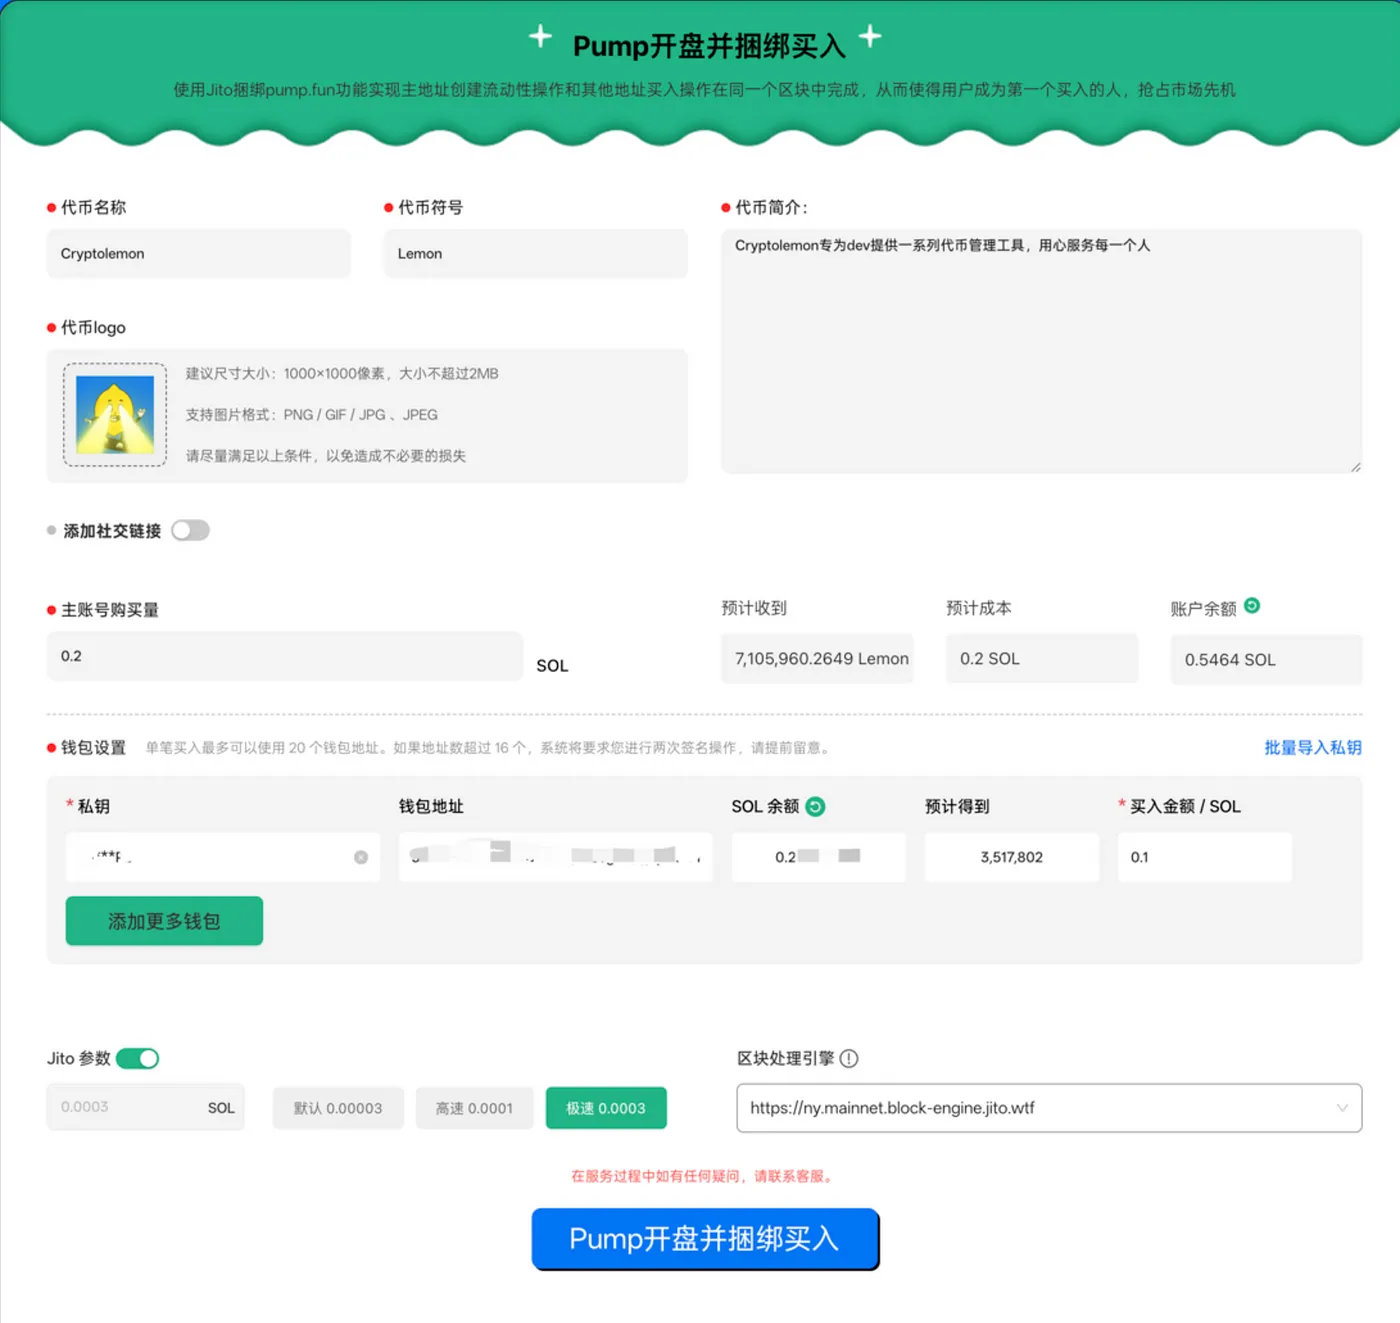 Pump开盘并捆绑买入
使用Jito捆绑pump.fun功能实现主地址创建流动性操作和其他地址买入操作在同一个区块中完成，从而使得用户成为第一个买入的人，抢占市场先机
代币名称
代币符号
代币简介：
Cryptolemon
Lemon
Cryptolemon专为dev提供一系列代币管理工具，用心服务每一个人
代币logo
建议尺寸大小：1000×1000像素，大小不超过2MB
支持图片格式：PNG / GIF / JPG 、JPEG
请尽量满足以上条件，以免造成不必要的损失
添加社交链接
主账号购买量
预计收到
预计成本
账户余额
0.2
SOL
7,105,960.2649 Lemon
0.2 SOL
0.5464 SOL
钱包设置
单笔买入最多可以使用 20 个钱包地址。如果地址数超过 16 个，系统将要求您进行两次签名操作，请提前留意。
批量导入私钥
* 私钥
钱包地址
SOL 余额
预计得到
* 买入金额 / SOL
0.2
3,517,802
0.1
添加更多钱包
Jito 参数
区块处理引擎
0.0003
SOL
默认 0.00003
高速 0.0001
极速 0.0003
https://ny.mainnet.block-engine.jito.wtf
在服务过程中如有任何疑问，请联系客服。
Pump开盘并捆绑买入